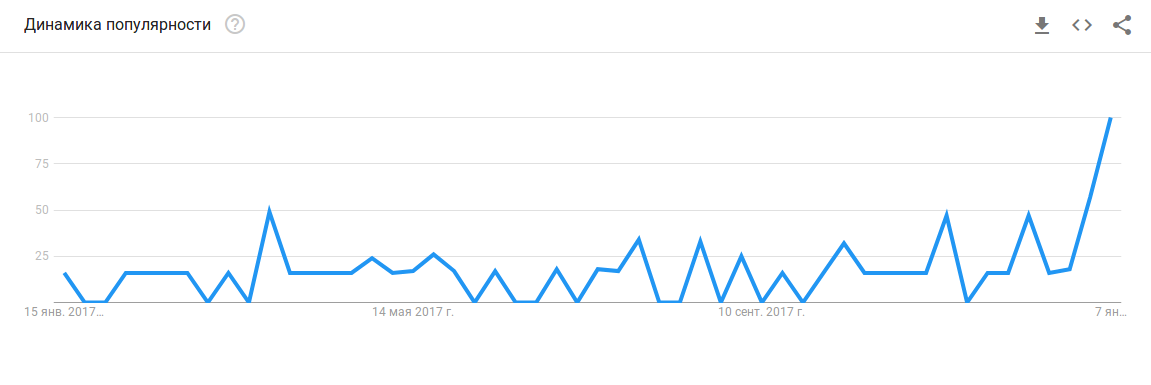 Динамика популярности
100
75
50
25
15 янв. 2017…
14 мая 2017 г.
10 сент. 2017 г.
7 ян…